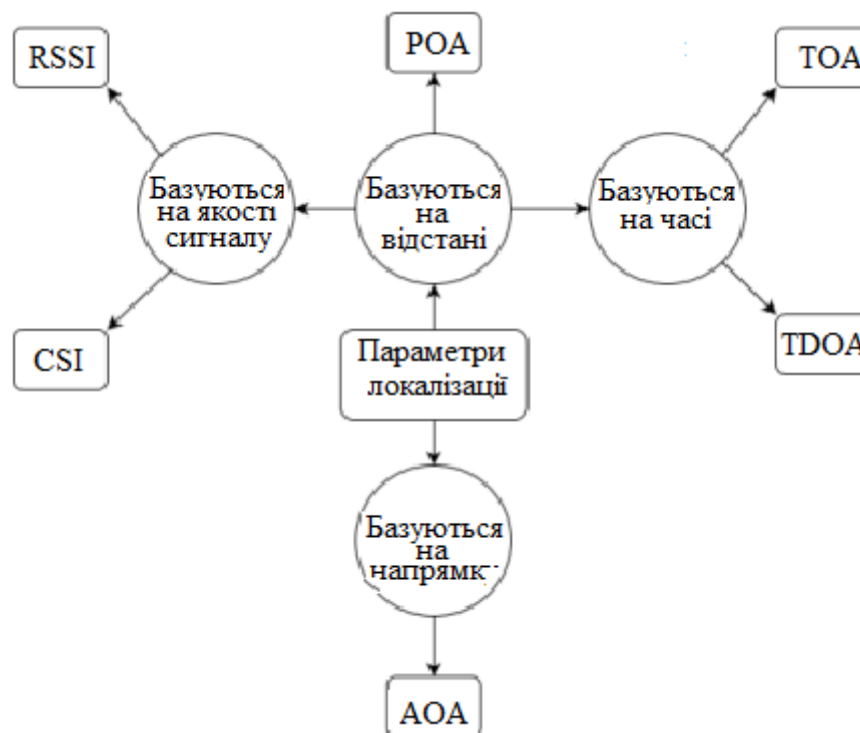 RSSI
POA
TOA
Базуються
на якості
сигналу
Базуються
на
відстані
Базуються
на часі
CSI
Параметри
локалізації
TDOA
Базуються
на
напрямку
AOA